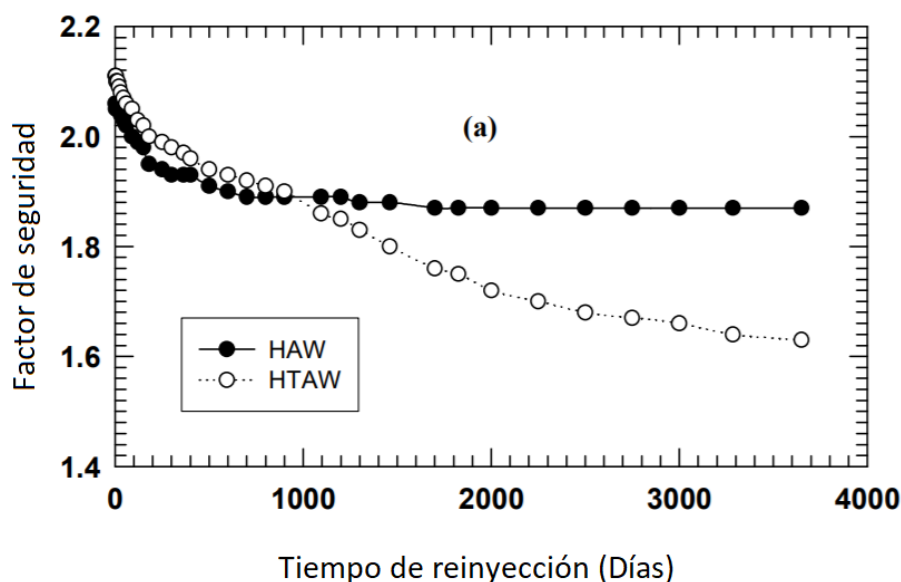 2.2
2.0
1.8
1.6
1.4
Factor de seguridad
(a)
HAW
HTAW
0 1000 2000 3000 4000
Tiempo de reinyección (Días)